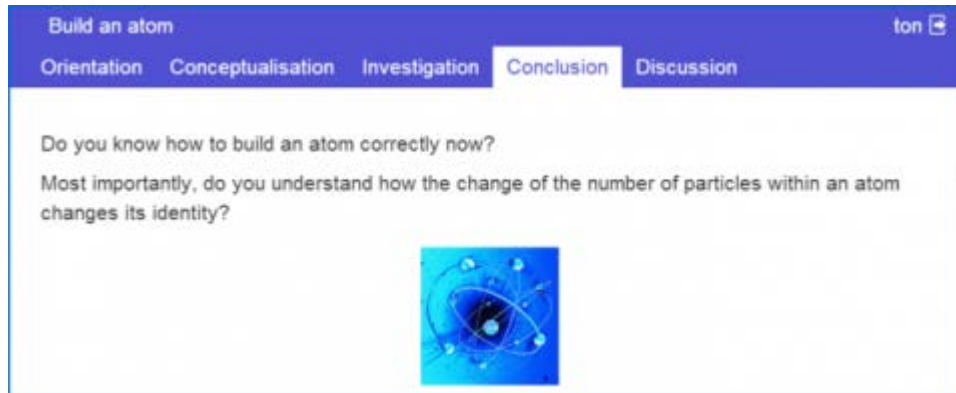 Build an atom ton
Orientation Conceptualisation Investigation Conclusion Discussion
Do you know how to build an atom correctly now?
Most importantly, do you understand how the change of the number of particles within an atom
changes its identity?